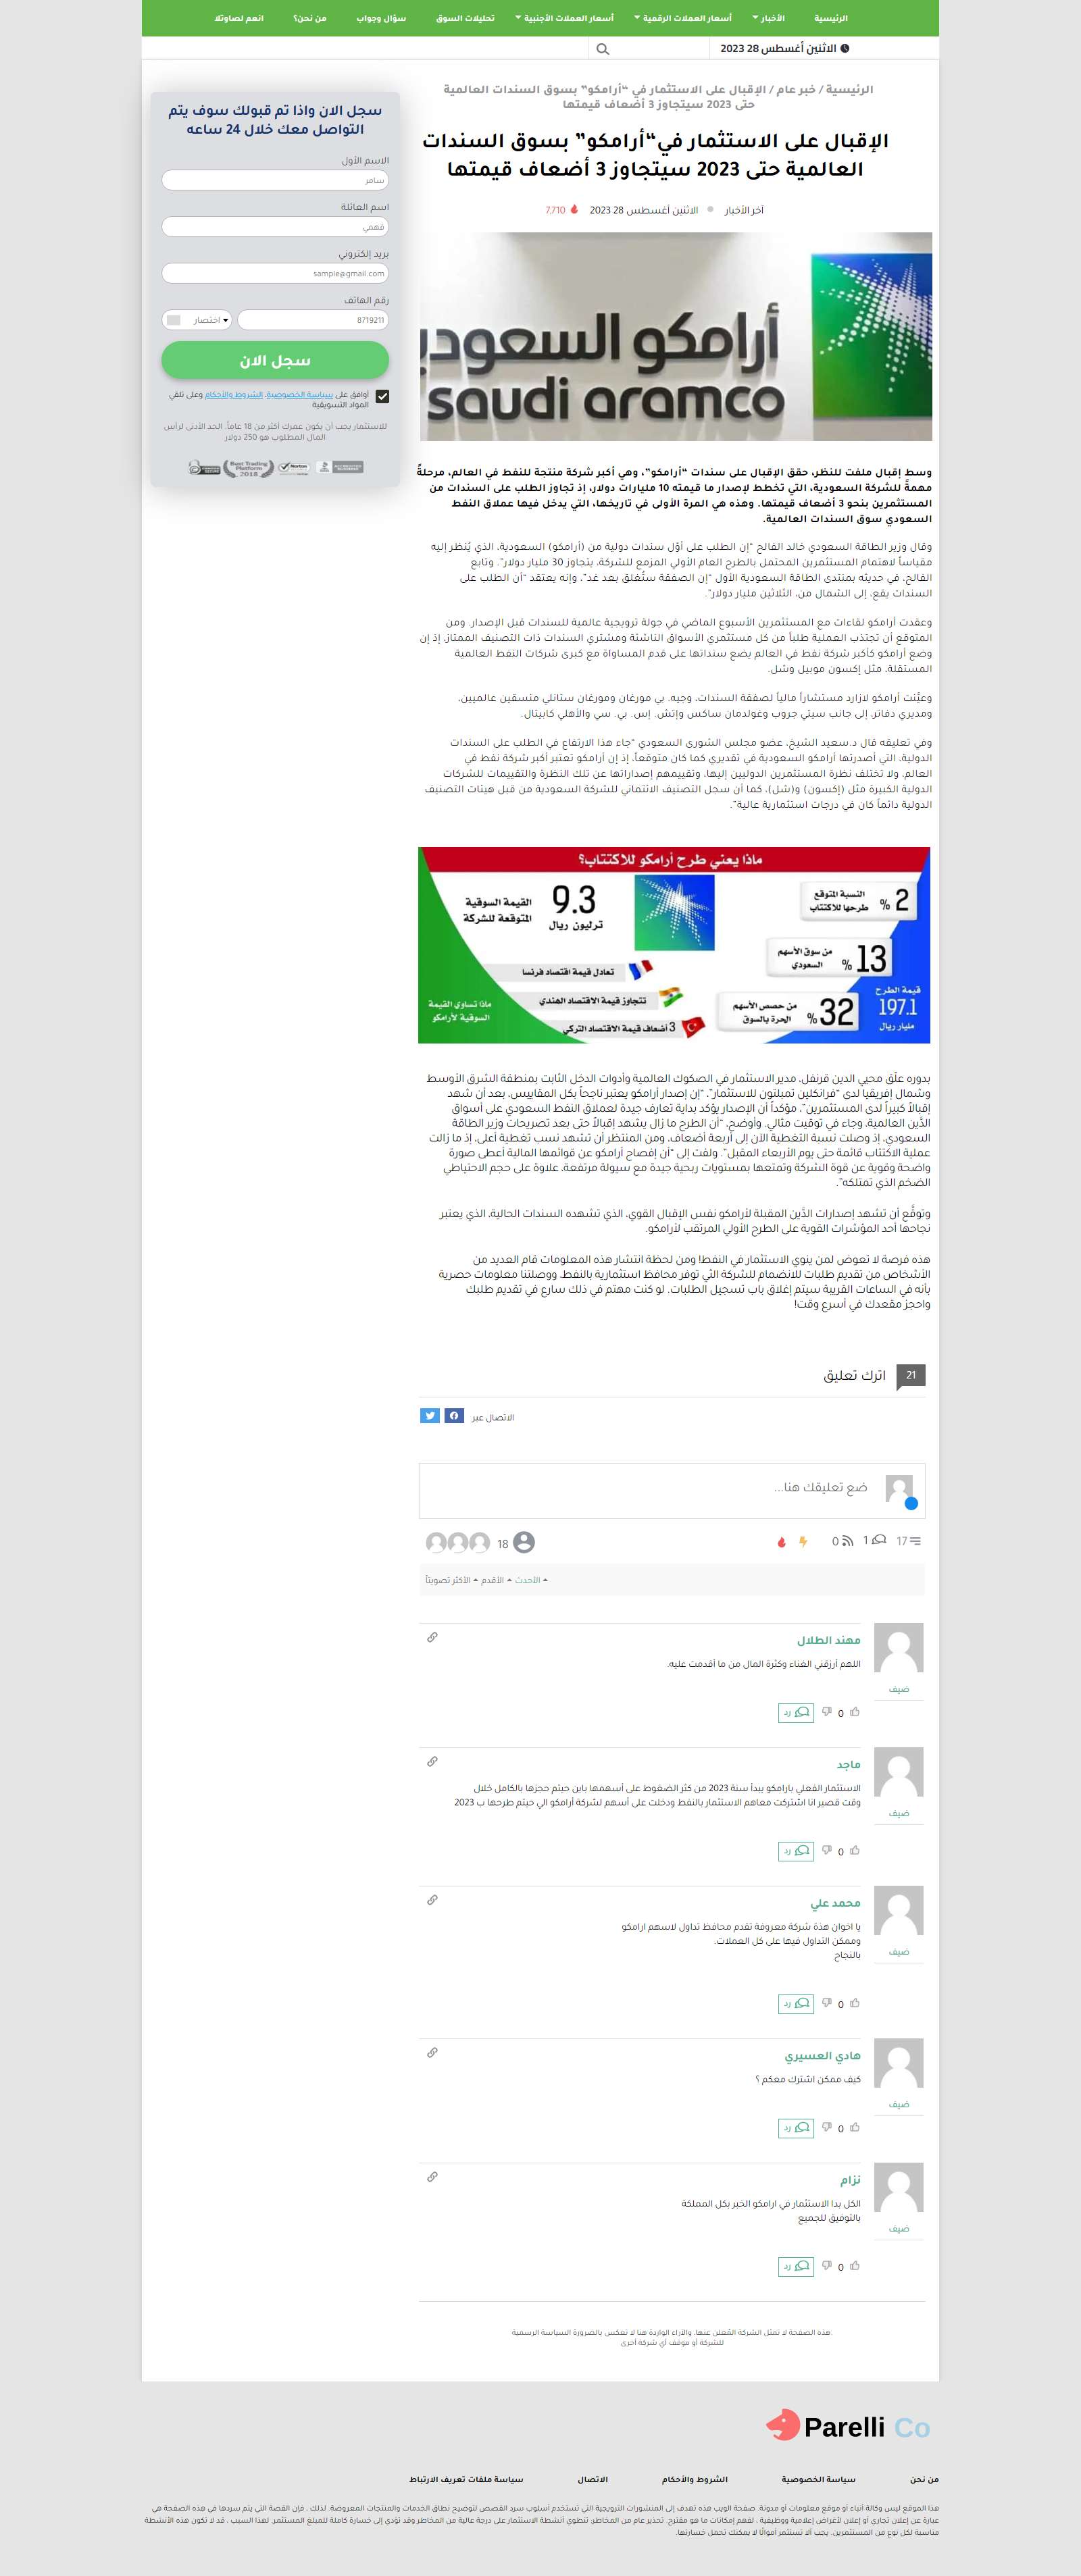 الرئيسية
الأخبار
أسعار العملات الرقمية
أسعار العملات الأجنبية
تحليلات السوق
سؤال وجواب
من نحن؟
انعم لصاوتلا
الاثنين أغسطس 28 2023
الرئيسية / خبر عام / الإقبال على الاستثمار في “أرامكو” بسوق السندات العالمية
حتى 2023 سيتجاوز 3 أضعاف قيمتها
الإقبال على الاستثمار في“أرامكو” بسوق السندات
العالمية حتى 2023 سيتجاوز 3 أضعاف قيمتها
آخر الأخبار
الاثنين أغسطس 28 2023
7,710
أرامكو السعودي
saudi aramco
وسط إقبال ملفت للنظر، حقق الإقبال على سندات “أرامكو”، وهي أكبر شركة منتجة للنفط في العالم، مرحلةً
مهمةً للشركة السعودية، التي تخطط لإصدار ما قيمته 10 مليارات دولار، إذ تجاوز الطلب على السندات من
المستثمرين بنحو 3 أضعاف قيمتها. وهذه هي المرة الأولى في تاريخها، التي يدخل فيها عملاق النفط
السعودي سوق السندات العالمية.
وقال وزير الطاقة السعودي خالد الفالح “إن الطلب على أوّل سندات دولية من (أرامكو) السعودية، الذي يُنظر إليه
مقياساً لاهتمام المستثمرين المحتمل بالطرح العام الأولي المزمع للشركة، يتجاوز 30 مليار دولار”. وتابع
الفالح، في حديثه بمنتدى الطاقة السعودية الأول “إن الصفقة ستُغلق بعد غد”، وإنه يعتقد “أن الطلب على
السندات يقع، إلى الشمال من، الثلاثين مليار دولار”.
وعقدت أرامكو لقاءات مع المستثمرين الأسبوع الماضي في جولة ترويجية عالمية للسندات قبل الإصدار. ومن
المتوقع أن تجتذب العملية طلباً من كل مستثمري الأسواق الناشئة ومشتري السندات ذات التصنيف الممتاز، إذ إن
وضع أرامكو كأكبر شركة نفط في العالم يضع سنداتها على قدم المساواة مع كبرى شركات النفط العالمية
المستقلة، مثل إكسون موبيل وشل.
وعيَّنت أرامكو لازارد مستشاراً مالياً لصفقة السندات، وجيه. بي مورغان ومورغان ستانلي متسقين عالميين،
ومديري دفاتر، إلى جانب سيتي جروب وغولدمان ساكس وإتش. إس. بي. سي والأهلي كابيتال.
وفي تعليقه قال د.سعيد الشيخ، عضو مجلس الشورى السعودي “جاء هذا الارتفاع في الطلب على السندات
الدولية، التي أصدرتها أرامكو السعودية في تقديري كما كان متوقعاً، إذ إن أرامكو تعتبر أكبر شركة نفط في
العالم، ولا تختلف نظرة المستثمرين الدوليين إليها، وتقييمهم إصداراتها عن تلك النظرة والتقييمات للشركات
الدولية الكبيرة مثل (إكسون) و(شل)، كما أن سجل التصنيف الائتماني للشركة السعودية من قبل هيئات التصنيف
الدولية دائماً كان في درجات استثمارية عالية”.
ماذا يعني طرح أرامكو للاكتتاب؟
2 % النسبة المتوقع
طرحها للاكتتاب
13 % من سوق الأسهم
السعودي
32 % من حصص الأسهم
الحرة بالسوق
قيمة الطرح
197.1
مليار ريال
9.3
ترليون ريال
القيمة السوقية
المتوقعة للشركة
تعادل قيمة اقتصاد فرنسا
تتجاوز قيمة الاقتصاد الهندي
3 أضعاف قيمة الاقتصاد التركي
ماذا تساوي القيمة
السوقية لأرامكو
بدوره علّق محيي الدين قرنفل، مدير الاستثمار في الصكوك العالمية وأدوات الدخل الثابت بمنطقة الشرق الأوسط
وشمال إفريقيا لدى “فرانكلين تمبلتون للاستثمار”، “إن إصدار أرامكو يعتبر ناجحاً بكل المقاييس، بعد أن شهد
إقبالاً كبيراً لدى المستثمرين”، مؤكداً أن الإصدار يؤكد بداية تعارف جيدة لعملاق النفط السعودي على أسواق
الدَّين العالمية، وجاء في توقيت مثالي. وأوضح، “أن الطرح ما زال يشهد إقبالاً حتى بعد تصريحات وزير الطاقة
السعودي، إذ وصلت نسبة التغطية الآن إلى أربعة أضعاف، ومن المنتظر أن تشهد نسب تغطية أعلى، إذ ما زالت
عملية الاكتتاب قائمة حتى يوم الأربعاء المقبل”. ولفت إلى “أن إفصاح أرامكو عن قوائمها المالية أعطى صورة
واضحة وقوية عن قوة الشركة وتمتعها بمستويات ربحية جيدة مع سيولة مرتفعة، علاوة على حجم الاحتياطي
الضخم الذي تمتلكه”.
وتوقَّع أن تشهد إصدارات الدَّين المقبلة لأرامكو نفس الإقبال القوي، الذي تشهده السندات الحالية، الذي يعتبر
نجاحها أحد المؤشرات القوية على الطرح الأولي المرتقب لأرامكو.
هذه فرصة لا تعوض لمن ينوي الاستثمار في النفط! ومن لحظة انتشار هذه المعلومات قام العديد من
الأشخاص من تقديم طلبات للانضمام للشركة الثي توفر محافظ استثمارية بالنفط، ووصلتنا معلومات حصرية
بأنه في الساعات القريبة سيتم إغلاق باب تسجيل الطلبات. لو كنت مهتم في ذلك سارع في تقديم طلبك
واحجز مقعدك في أسرع وقت!
21
اترك تعليق
الاتصال عبر
ضع تعليقك هنا...
17
1
0
18
الأحدث
الأقدم
الأكثر تصويتاً
مهند الطلال
اللهم أرزقني الغناء وكثرة المال من ما أقدمت عليه.
ضيف
0
رد
ماجد
الاستثمار الفعلي بارامكو يبدأ سنة 2023 من كثر الضغوط على أسهمها باين حيتم حجزها بالكامل خلال
وقت قصير انا اشتركت معاهم الاستثمار بالنفط ودخلت على أسهم لشركة أرامكو الي حيتم طرحها ب 2023
ضيف
0
رد
محمد علي
يا اخوان هذة شركة معروفة تقدم محافظ تداول لاسهم ارامكو
وممكن التداول فيها على كل العملات.
بالنجاح
ضيف
0
رد
هادي العسيري
كيف ممكن اشترك معكم ؟
ضيف
0
رد
نزام
الكل بدا الاستثمار في ارامكو الخبر بكل المملكة
بالتوفيق للجميع
ضيف
0
رد
هذه الصفحة لا تمثل الشركة المُعلن عنها، والآراء الواردة هنا لا تعكس بالضرورة السياسة الرسمية
للشركة أو موقف أي شركة أخرى
سجل الان واذا تم قبولك سوف يتم
التواصل معك خلال 24 ساعه
الاسم الأول
سامر
اسم العائلة
فهمي
بريد إلكتروني
sample@gmail.com
رقم الهاتف
8719211
اختصار
سجل الان
أوافق على سياسة الخصوصية، الشروط والأحكام وعلى تلقي
المواد التسويقية
للاستثمار يجب أن يكون عمرك أكثر من 18 عاماً. الحد الأدنى لرأس
المال المطلوب هو 250 دولار
ACCREDITED
BUSINESS
Norton
Best Trading
Platform
2018
Parelli Co
من نحن
سياسة الخصوصية
الشروط والأحكام
الاتصال
سياسة ملفات تعريف الارتباط
هذا الموقع ليس وكالة أنباء أو موقع معلومات أو مدونة. صفحة الويب هذه تهدف إلى المنشورات الترويجية التي تستخدم أسلوب سرد القصص لتوضيح نطاق الخدمات والمنتجات المعروضة. لذلك ، فإن القصة التي يتم سردها في هذه الصفحة هي
عبارة عن إعلان تجاري أو إعلان لأغراض إعلامية ووظيفية ، لفهم إمكانات ما هو مقترح. تحذير عام من المخاطر: تنطوي أنشطة الاستثمار على درجة عالية من المخاطر وقد تؤدي إلى خسارة كاملة للمبلغ المستثمر. لهذا السبب ، قد لا تكون هذه الأنشطة
مناسبة لكل نوع من المستثمرين. يجب ألا تستثمر أموالًا لا يمكنك تحمل خسارتها.